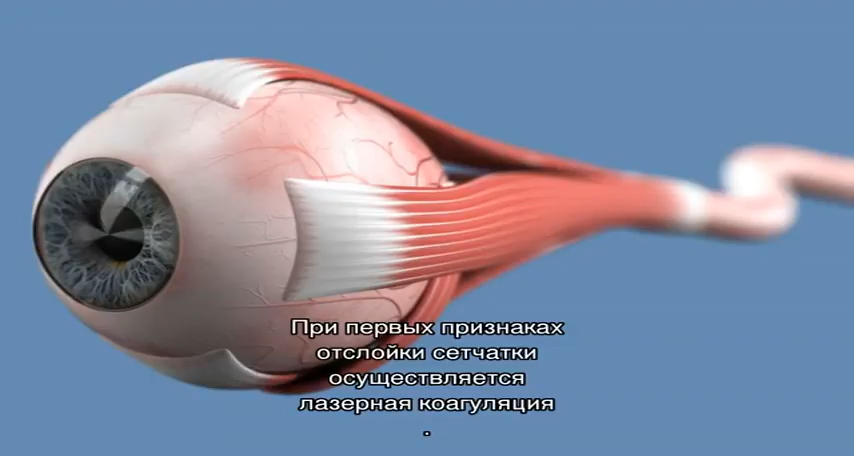 При первых признаках
отслойки сетчатки
осуществляется
лазерная коагуляция
.